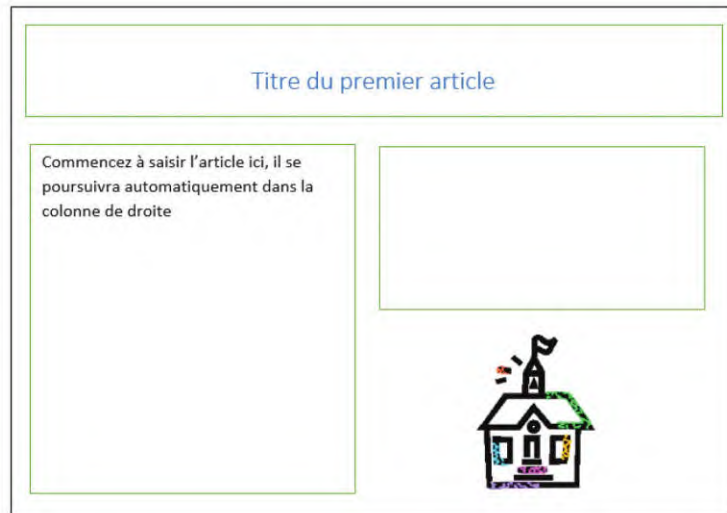 Titre du premier article
Commencez à saisir l’article ici, il se
poursuivra automatiquement dans la
colonne de droite